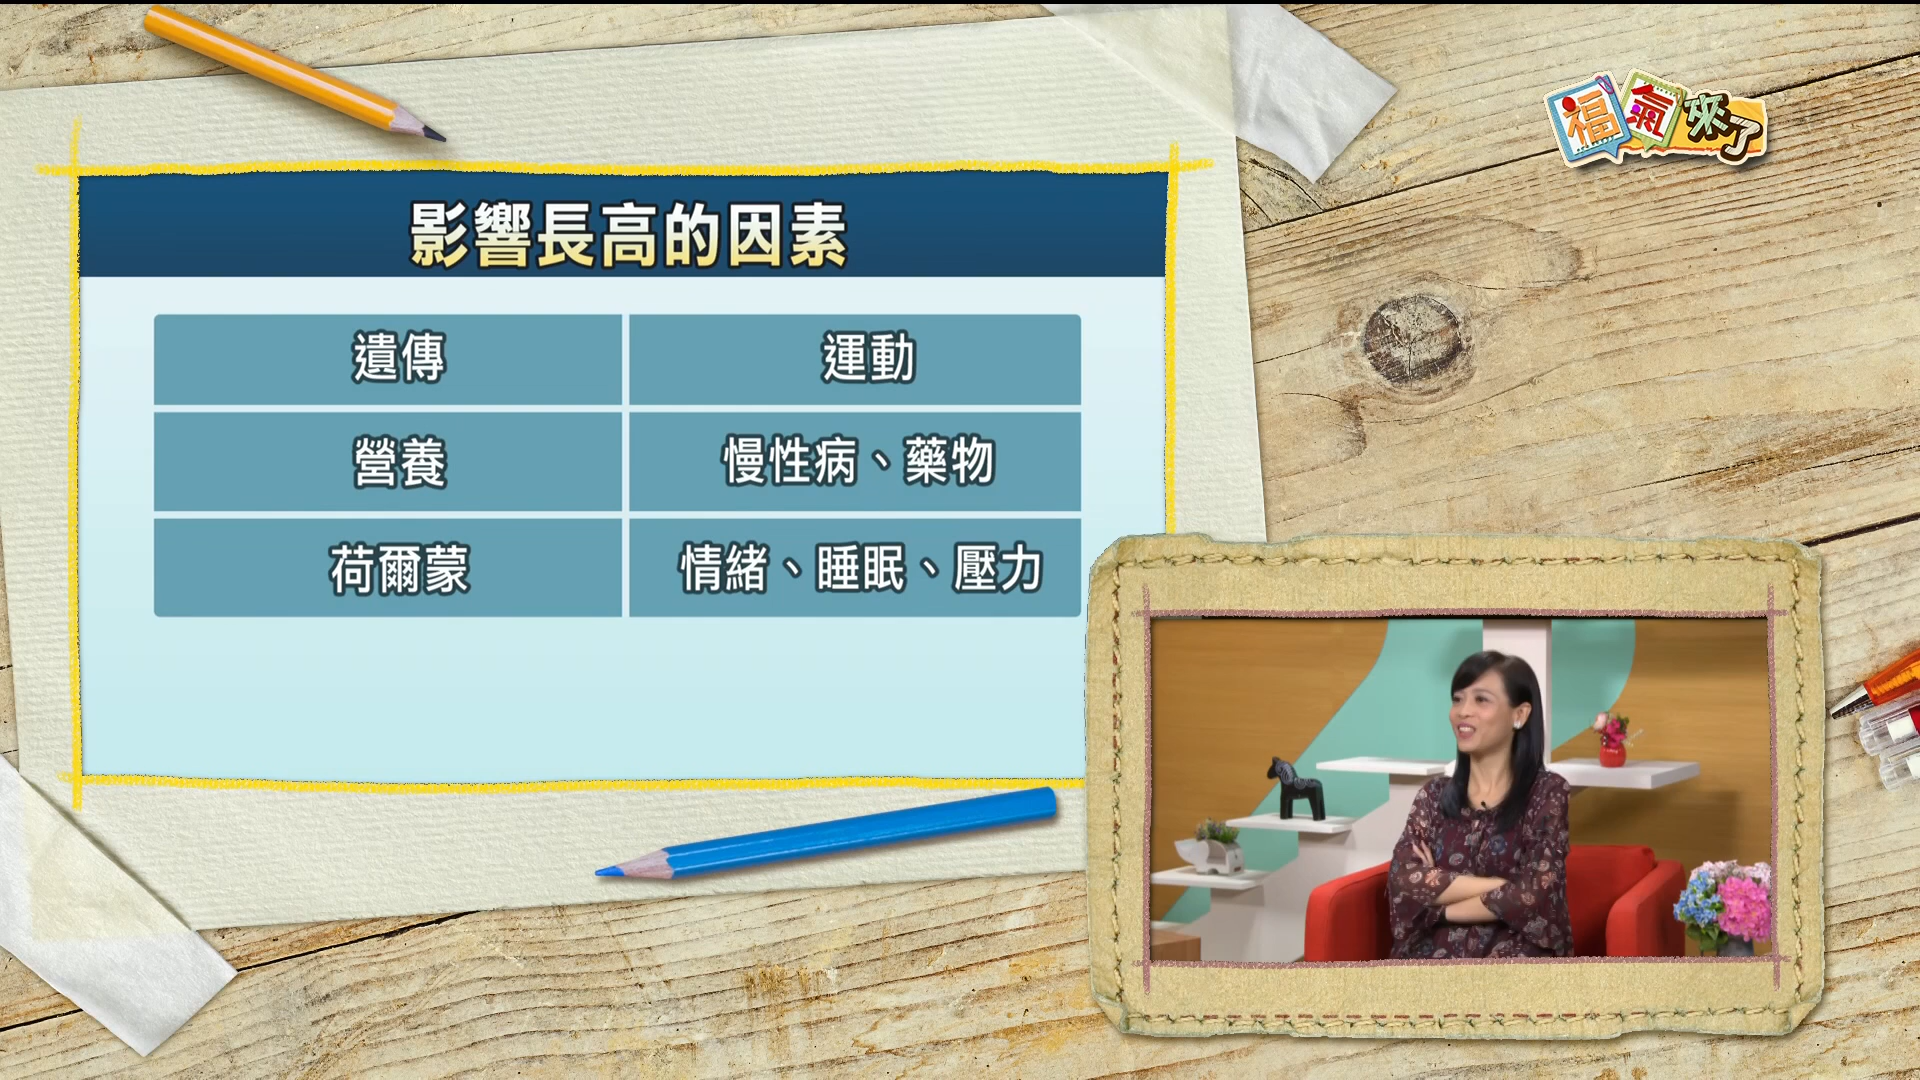 福氣來了
影響長高的因素
遺傳
運動
營養
慢性病、藥物
荷爾蒙
情緒、睡眠、壓力